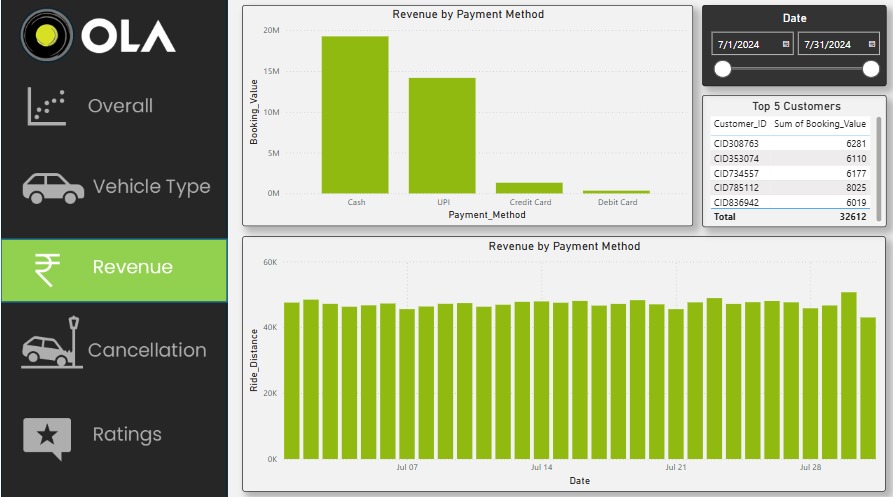 OLA
Overall
Vehicle Type
Revenue
Cancellation
Ratings
Revenue by Payment Method
20M
15M
10M
5M
0M
Booking_Value
Cash UPI Credit Card Debit Card
Payment_Method
Date
7/1/2024 7/31/2024
Top 5 Customers
Customer_ID Sum of Booking_Value
CID308763 6281
CID353074 6110
CID734557 6177
CID785112 8025
CID836942 6019
Total 32612
Revenue by Payment Method
60K
40K
20K
0K
Ride_Distance
Jul 07 Jul 14 Jul 21 Jul 28
Date